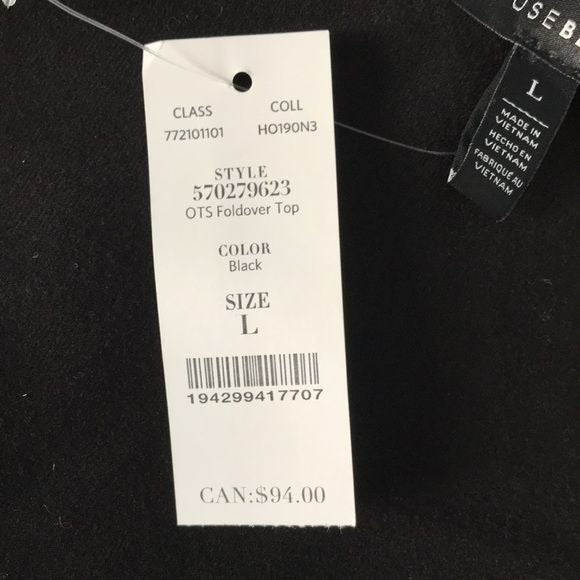 CLASS COLL
772101101 HO190N3
STYLE
570279623
OTS Foldover Top
COLOR
Black
SIZE
L
194299417707
CAN:$94.00
L
MADE IN
VIETNAM
HECHO EN
VIETNAM
FABRIQUÉ AU
VIETNAM